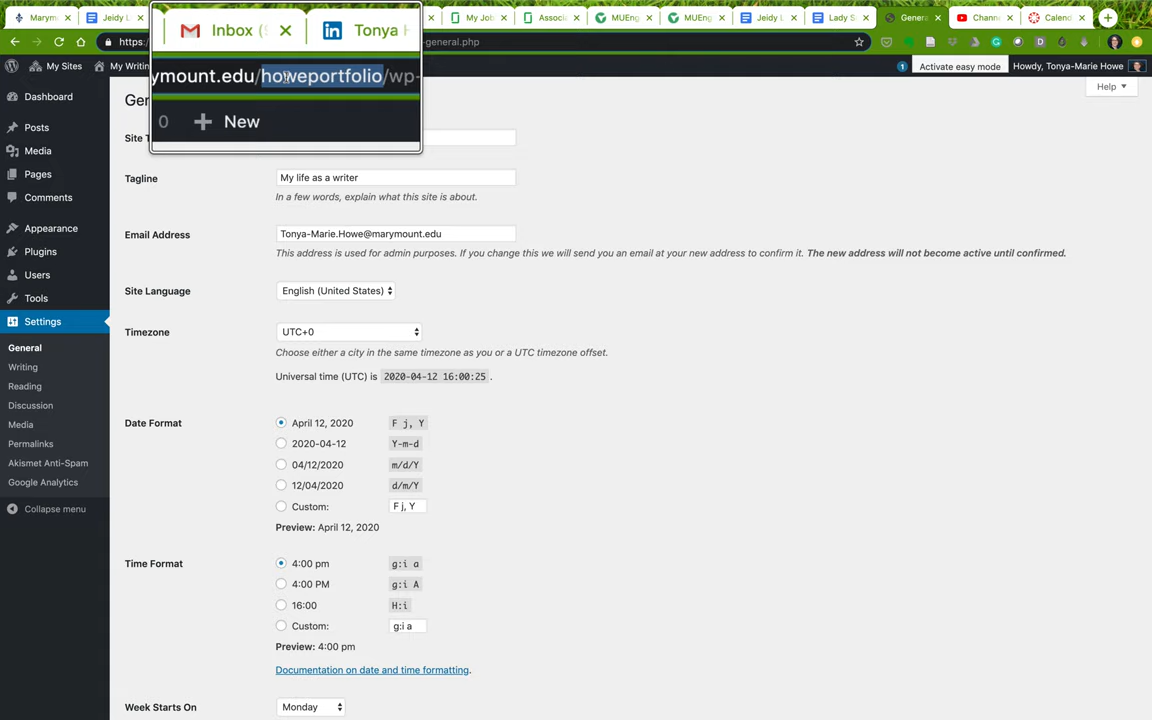 Marym
Jeidy L
Inbox (
Tonya H
My Job
Associ
MUEng
MUEng
Jeidy L
Lady S
Genera
Chann
Calend
https:
ymount.edu/howeportfolio/wp-
-general.php
My Sites
My Writin
0
New
1
Activate easy mode
Howdy, Tonya-Marie Howe
Help
Dashboard
Posts
Media
Pages
Comments
Appearance
Plugins
Users
Tools
Settings
General
Writing
Reading
Discussion
Media
Permalinks
Akismet Anti-Spam
Google Analytics
Collapse menu
Gen
Site T
Tagline
My life as a writer
In a few words, explain what this site is about.
Email Address
Tonya-Marie.Howe@marymount.edu
This address is used for admin purposes. If you change this we will send you an email at your new address to confirm it. The new address will not become active until confirmed.
Site Language
English (United States)
Timezone
UTC+0
Choose either a city in the same timezone as you or a UTC timezone offset.
Universal time (UTC) is 2020-04-12 16:00:25 .
Date Format
April 12, 2020 F j, Y
2020-04-12 Y-m-d
04/12/2020 m/d/Y
12/04/2020 d/m/Y
Custom: F j, Y
Preview: April 12, 2020
Time Format
4:00 pm g:i a
4:00 PM g:i A
16:00 H:i
Custom: g:i a
Preview: 4:00 pm
Documentation on date and time formatting.
Week Starts On
Monday